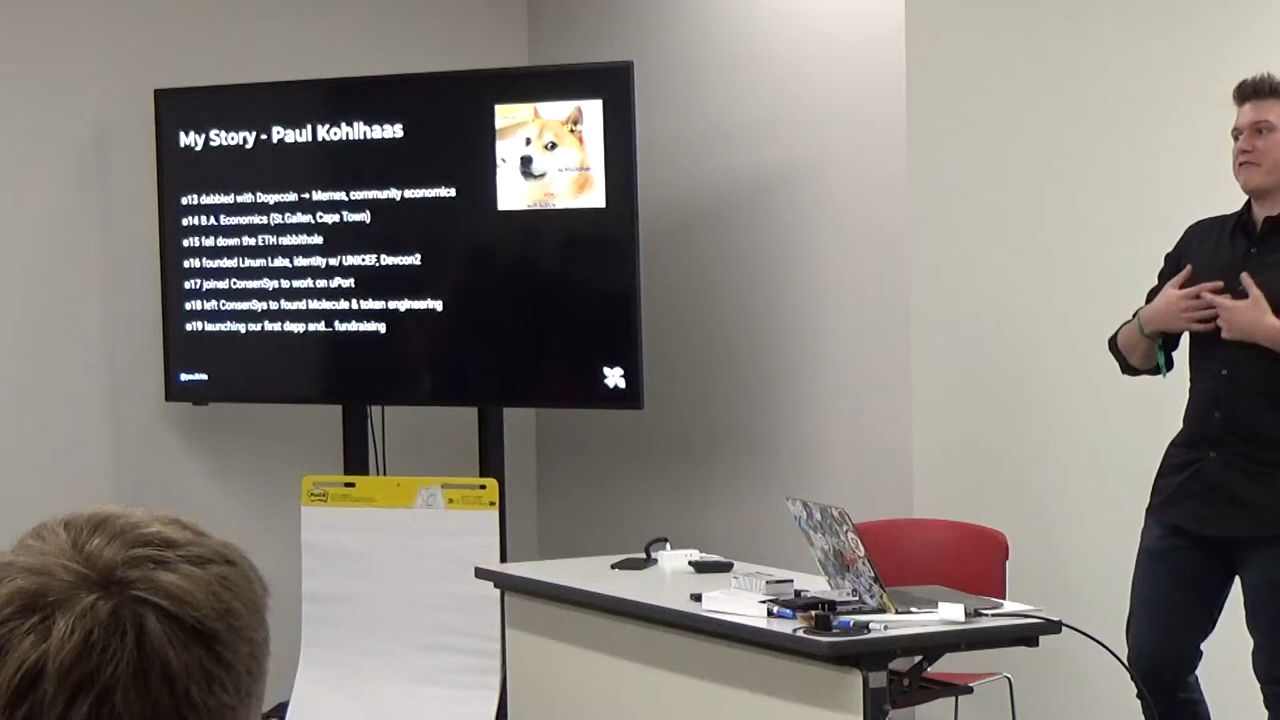 My Story - Paul Kohlhaas
@13 dabbled with Dogecoin → Memes, community economics
@14 B.A. Economics (St.Gallen, Cape Town)
@15 fell down the ETH rabbithole
@16 founded Linum Labs, identity w/ UNICEF, Devcon2
@17 joined ConsenSys to work on uPort
@18 left ConsenSys to found Molecule & token engineering
@19 launching our first dapp and... fundraising
Post-it